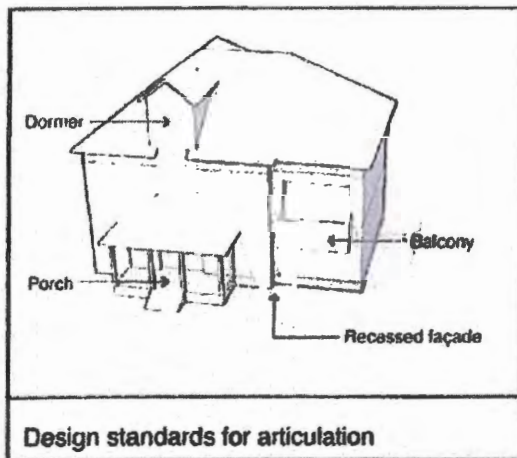 Dormer
Balcony
Porch
Recessed façade
Design standards for articulation